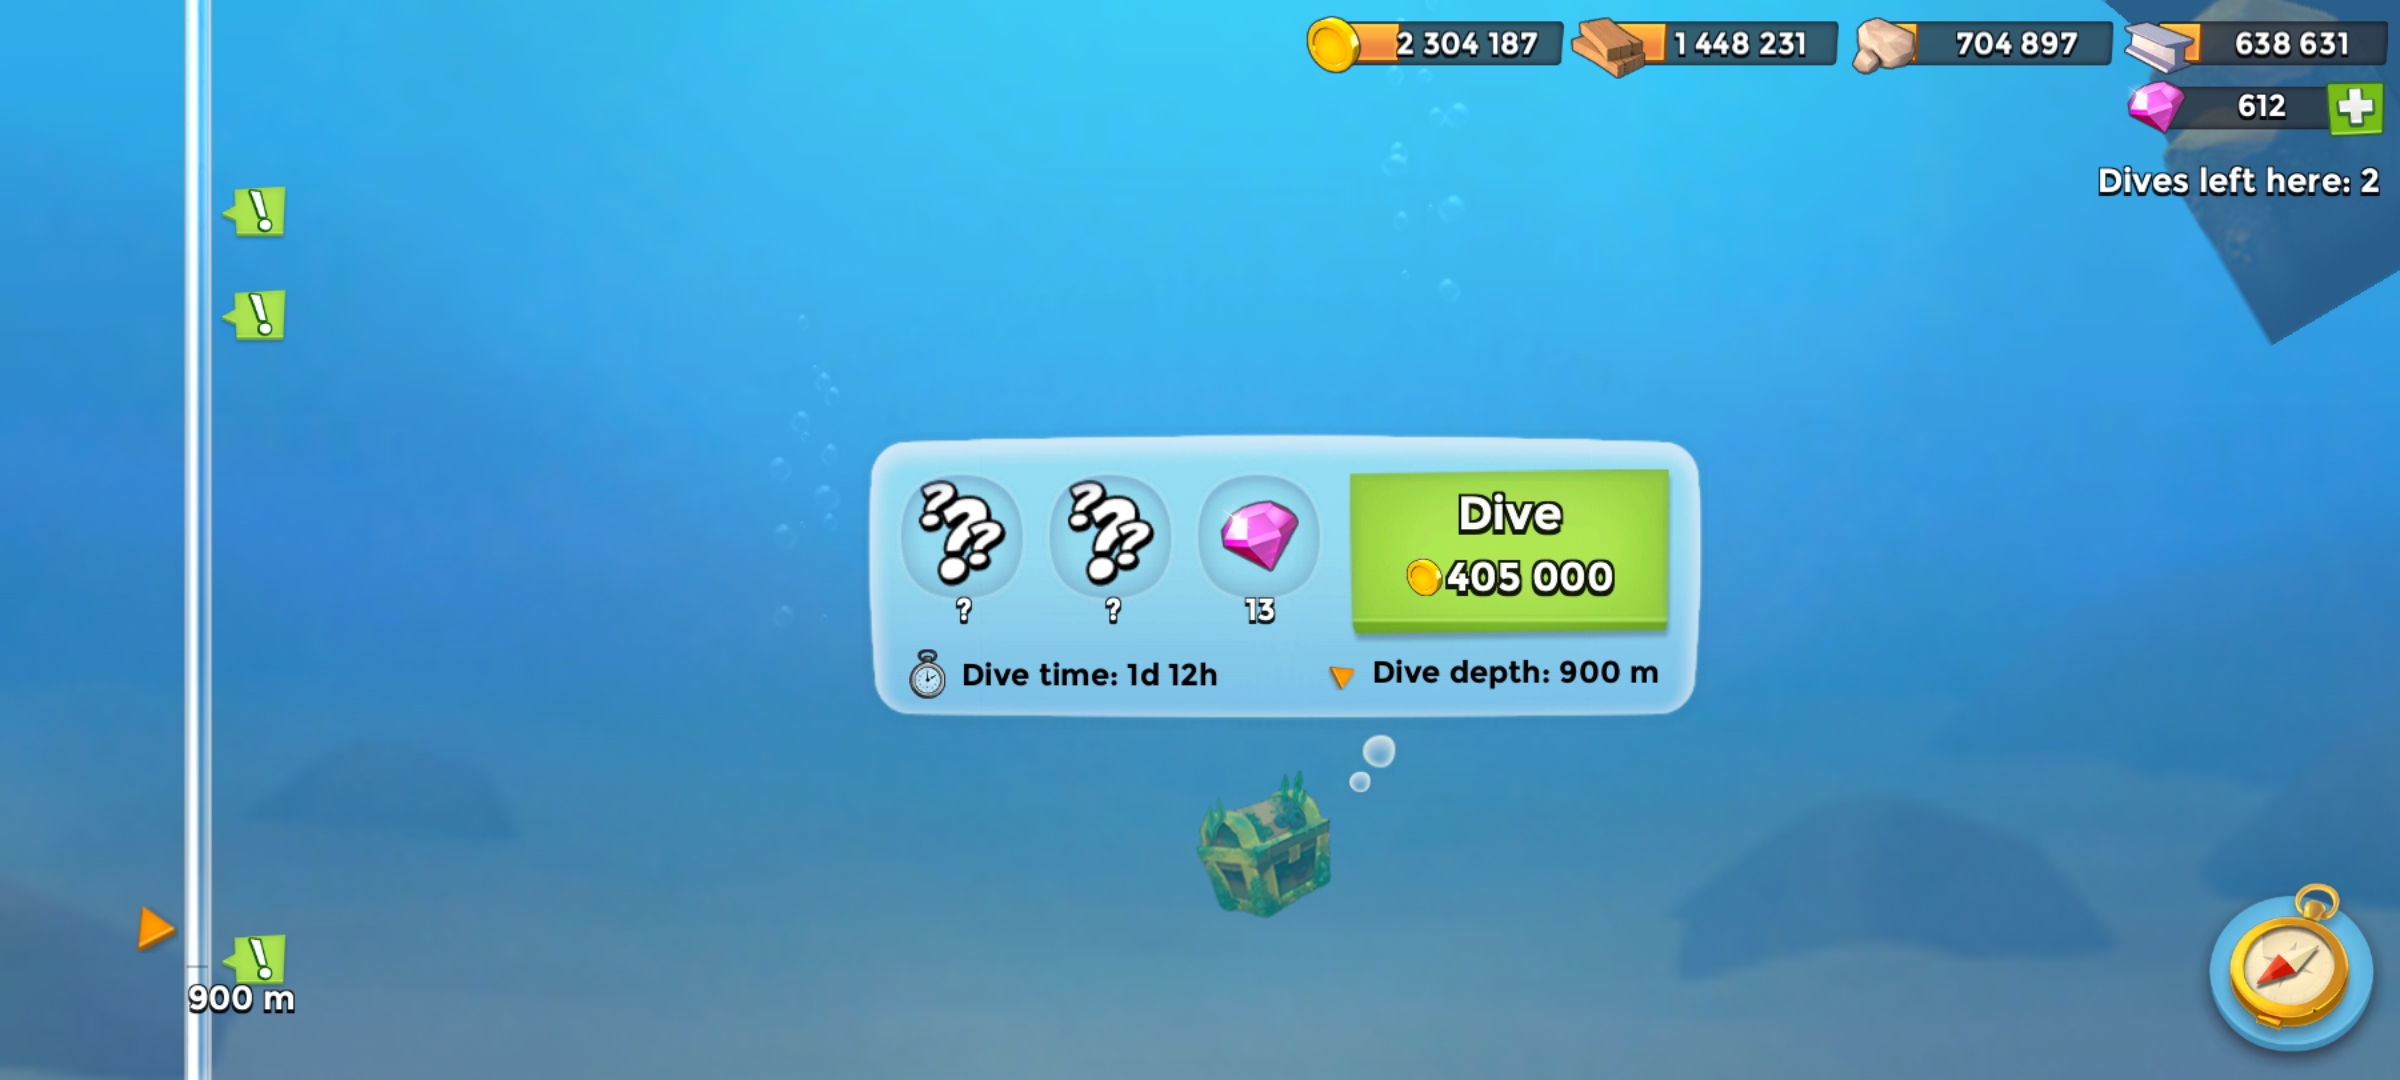 2 304 187
1 448 231
704 897
638 631
612
Dives left here: 2
!
!
???
???
?
?
13
Dive
405 000
Dive time: 1d 12h
Dive depth: 900 m
!
900 m